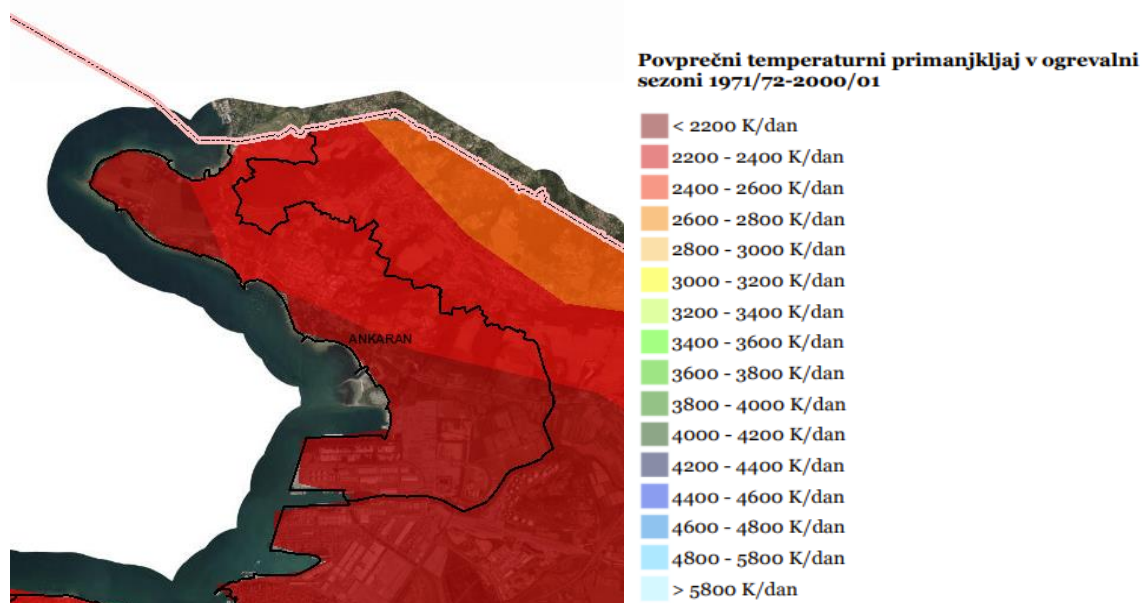 ANKARAN
Povprečni temperaturni primanjkljaj v ogrevalni
sezoni 1971/72-2000/01
< 2200 K/dan
2200 - 2400 K/dan
2400 - 2600 K/dan
2600 - 2800 K/dan
2800 - 3000 K/dan
3000 - 3200 K/dan
3200 - 3400 K/dan
3400 - 3600 K/dan
3600 - 3800 K/dan
3800 - 4000 K/dan
4000 - 4200 K/dan
4200 - 4400 K/dan
4400 - 4600 K/dan
4600 - 4800 K/dan
4800 - 5800 K/dan
> 5800 K/dan